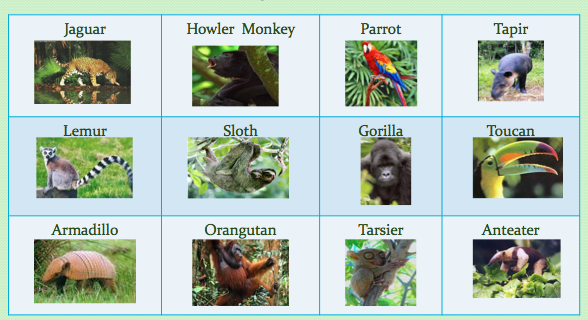 Jaguar
Howler Monkey
Parrot
Tapir
Lemur
Sloth
Gorilla
Toucan
Armadillo
Orangutan
Tarsier
Anteater